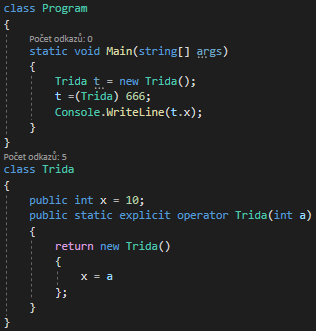 class Program
{
Počet odkazů: 0
static void Main(string[] args)
{
Trida t = new Trida();
t =(Trida) 666;
Console.WriteLine(t.x);
}
}
Počet odkazů: 5
class Trida
{
public int x = 10;
public static explicit operator Trida(int a)
{
return new Trida()
{
x = a
};
}
}